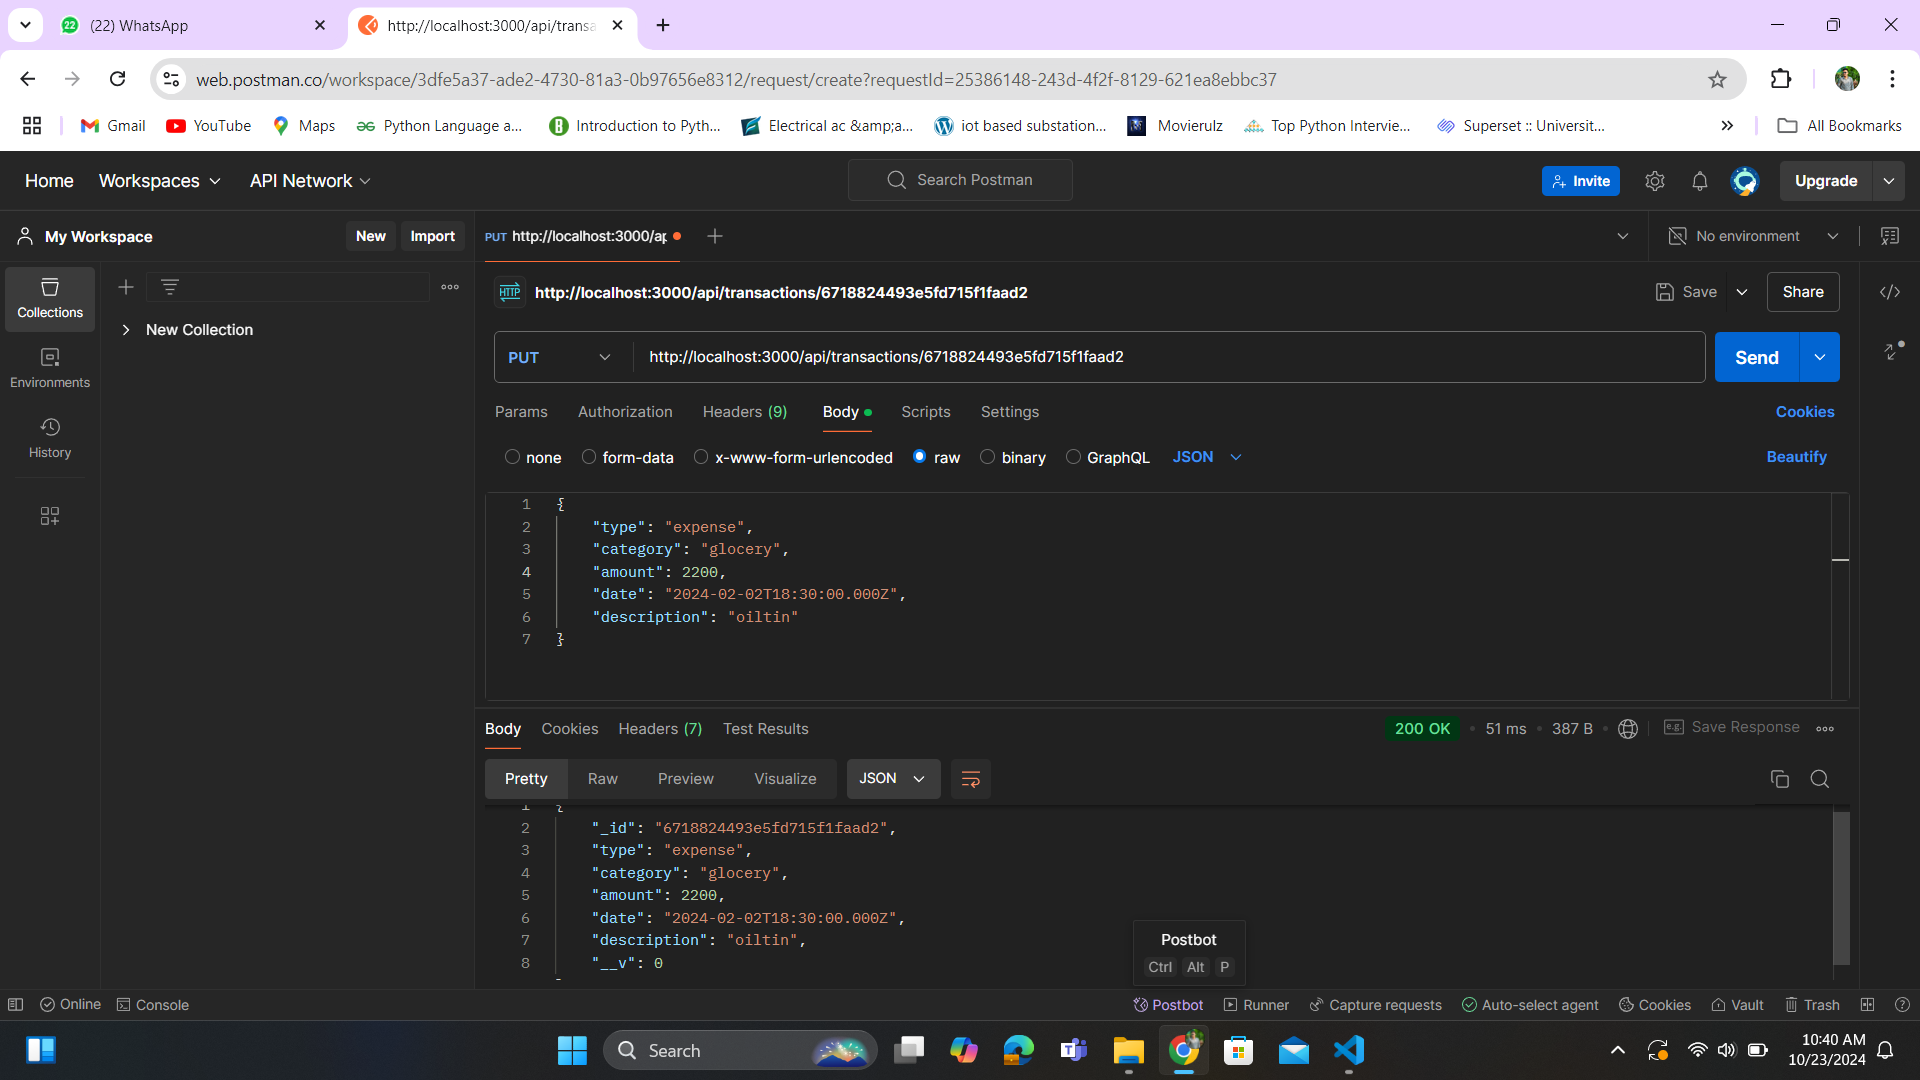 (22) WhatsApp
http://localhost:3000/api/transa
web.postman.co/workspace/3dfe5a37-ade2-4730-81a3-0b97656e8312/request/create?requestId=25386148-243d-4f2f-8129-621ea8ebbc37
Gmail YouTube Maps Python Language a... Introduction to Pyth... Electrical ac &amp;a... iot based substation... Movierulz Top Python Intervie... Superset :: Universit... All Bookmarks
Home Workspaces API Network Search Postman Invite Upgrade
My Workspace New Import PUT http://localhost:3000/ap No environment
Collections
New Collection
Environments
History
HTTP http://localhost:3000/api/transactions/6718824493e5fd715f1faad2 Save Share
PUT http://localhost:3000/api/transactions/6718824493e5fd715f1faad2 Send
Params Authorization Headers (9) Body Scripts Settings Cookies
none form-data x-www-form-urlencoded raw binary GraphQL JSON Beautify
1 {
2 "type": "expense",
3 "category": "glocery",
4 "amount": 2200,
5 "date": "2024-02-02T18:30:00.000Z",
6 "description": "oiltin"
7 }
Body Cookies Headers (7) Test Results 200 OK 51 ms 387 B e.g. Save Response
Pretty Raw Preview Visualize JSON
1 {
2 "_id": "6718824493e5fd715f1faad2",
3 "type": "expense",
4 "category": "glocery",
5 "amount": 2200,
6 "date": "2024-02-02T18:30:00.000Z",
7 "description": "oiltin",
8 "__v": 0
Postbot
Ctrl Alt P
Online Console Postbot Runner Capture requests Auto-select agent Cookies Vault Trash
Search
10:40 AM
10/23/2024